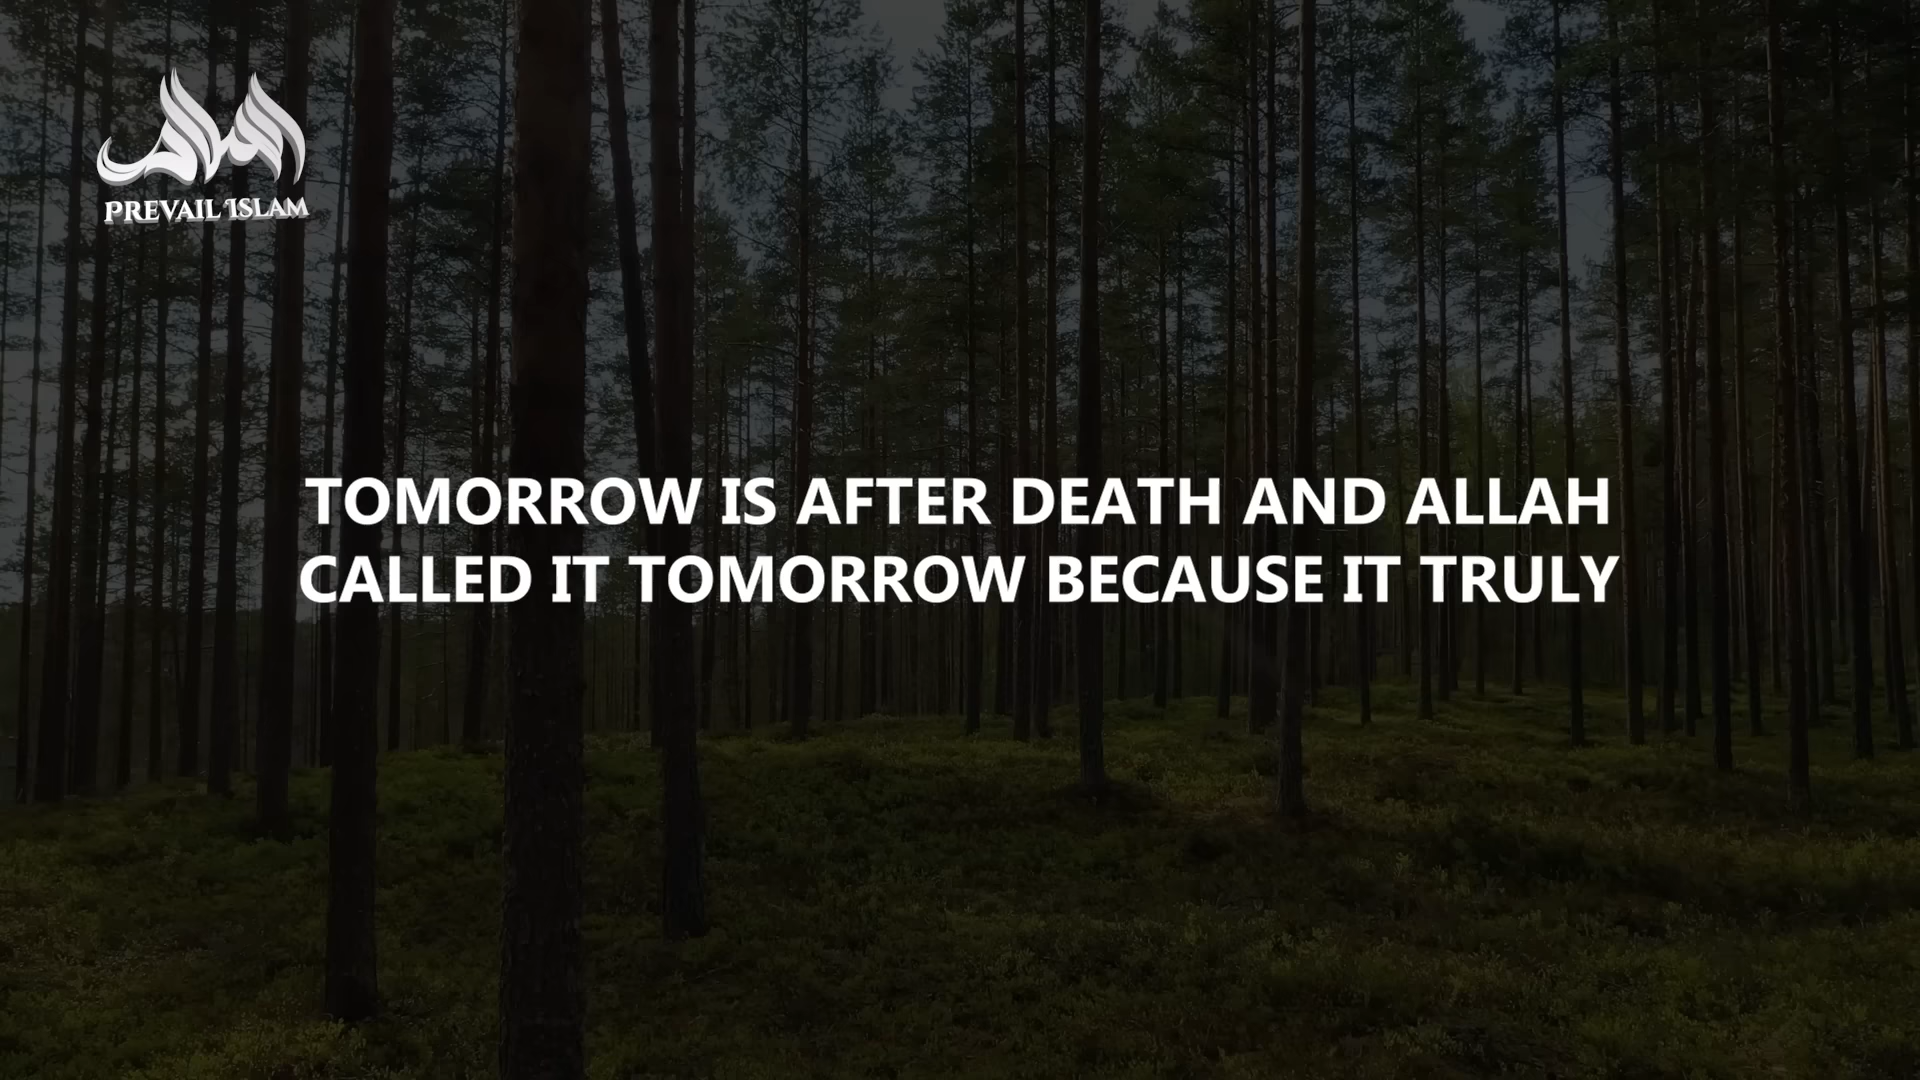 PREVAIL ISLAM
TOMORROW IS AFTER DEATH AND ALLAH
CALLED IT TOMORROW BECAUSE IT TRULY